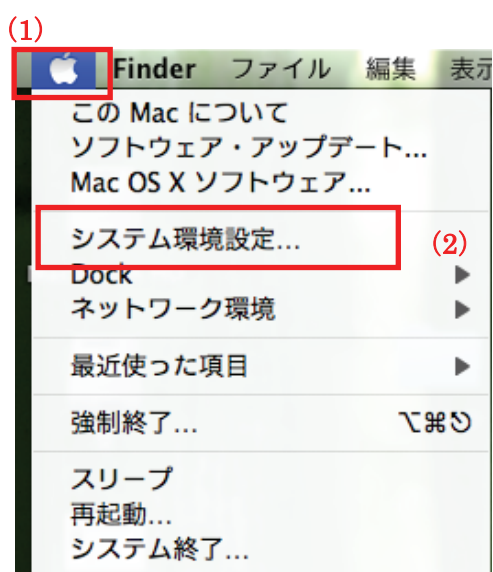 (1)
Finder ファイル 編集 表示
この Mac について
ソフトウェア・アップデート...
Mac OS X ソフトウェア...
システム環境設定...
(2)
Dock
ネットワーク環境
最近使った項目
強制終了... ⌥⌘⎋
スリープ
再起動...
システム終了...